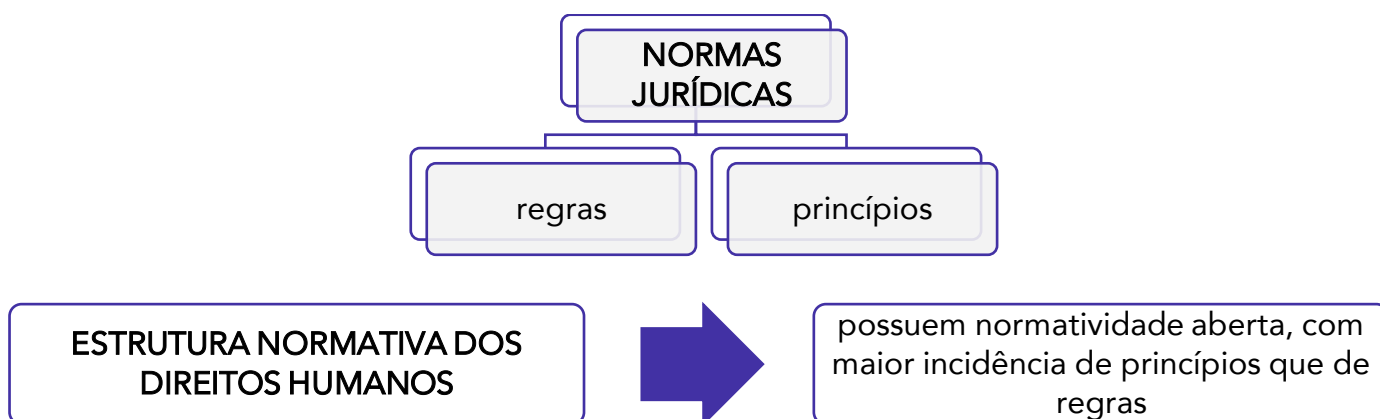 NORMAS
JURÍDICAS
regras
princípios
ESTRUTURA NORMATIVA DOS
DIREITOS HUMANOS
possuem normatividade aberta, com
maior incidência de princípios que de
regras